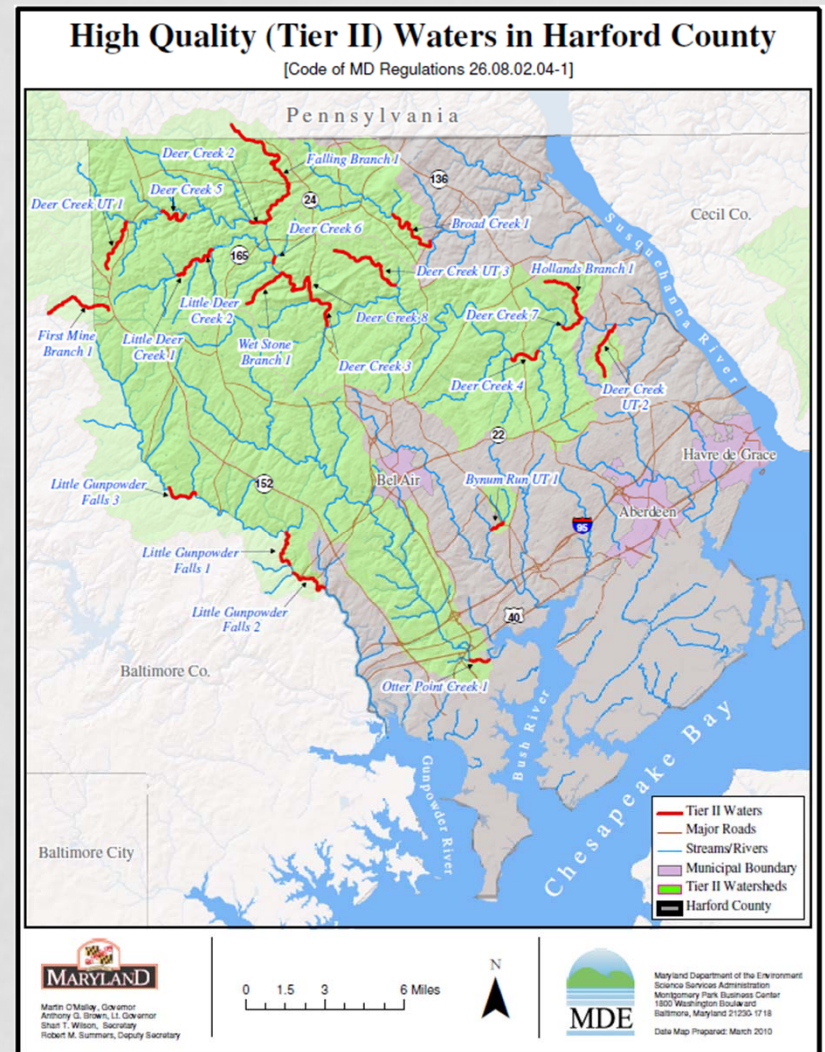 High Quality (Tier II) Waters in Harford County
[Code of MD Regulations 26.08.02.04-1]
Pennsylvania
Deer Creek 2
Falling Branch 1
136
Deer Creek 5
24
Cecil Co.
Deer Creek UT 1
Deer Creek 6
Broad Creek 1
Susquehanna River
165
Deer Creek UT 3
Hollands Branch 1
Little Deer
Creek 2
Deer Creek 8
Deer Creek 7
First Mine
Branch 1
Little Deer
Creek 1
Wet Stone
Branch 1
Deer Creek 3
Deer Creek 4
Deer Creek
UT-2
22
Havre de Grace
Little Gunpowder
Falls 3
152
Bel Air
Bynum Run UT 1
Aberdeen
95
Little Gunpowder
Falls 1
Little Gunpowder
Falls 2
40
Baltimore Co.
Otter Point Creek 1
Bush River
Gunpowder River
Chesapeake Bay
Baltimore City
Tier II Waters
Major Roads
Streams/Rivers
Municipal Boundary
Tier II Watersheds
Harford County
MARYLAND
Martin O'Malley, Governor
Anthony G. Brown, Lt. Governor
Shari T. Wilson, Secretary
Robert M. Summers, Deputy Secretary
0 1.5 3 6 Miles
N
MDE
Maryland Department of the Environment
Science Services Administration
Montgomery Park Business Center
1800 Washington Boulevard
Baltimore, Maryland 21230-1718
Date Map Prepared: March 2010